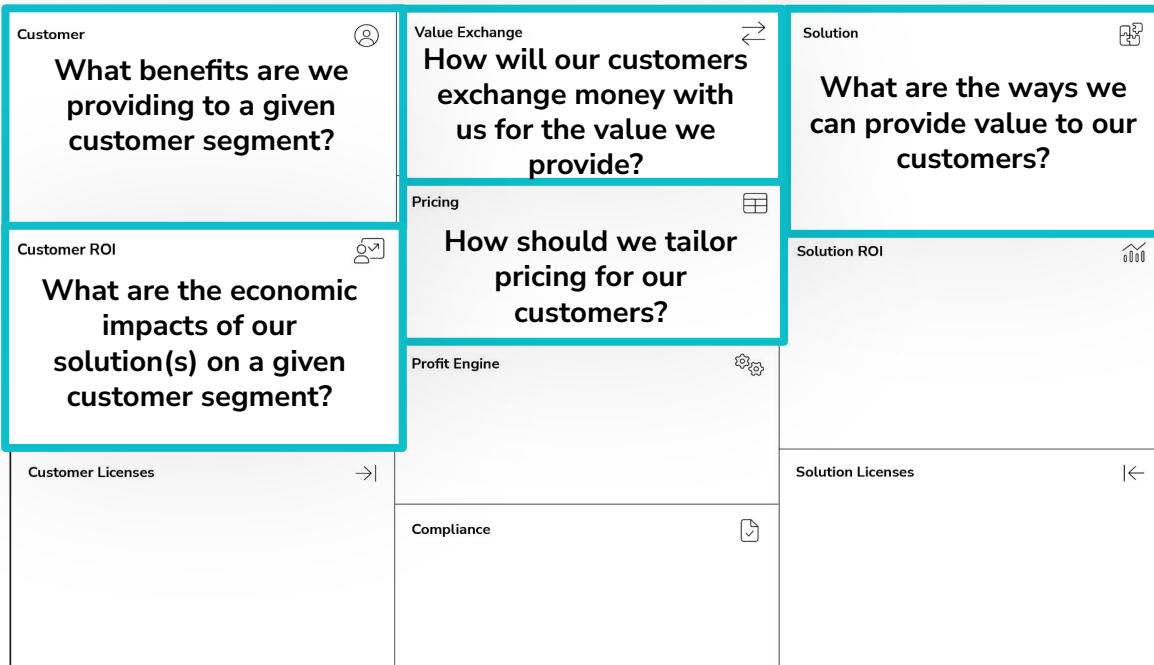 Customer
What benefits are we
providing to a given
customer segment?
Value Exchange
How will our customers
exchange money with
us for the value we
provide?
Solution
What are the ways we
can provide value to our
customers?
Pricing
How should we tailor
pricing for our
customers?
Customer ROI
What are the economic
impacts of our
solution(s) on a given
customer segment?
Solution ROI
Profit Engine
Customer Licenses
Solution Licenses
Compliance